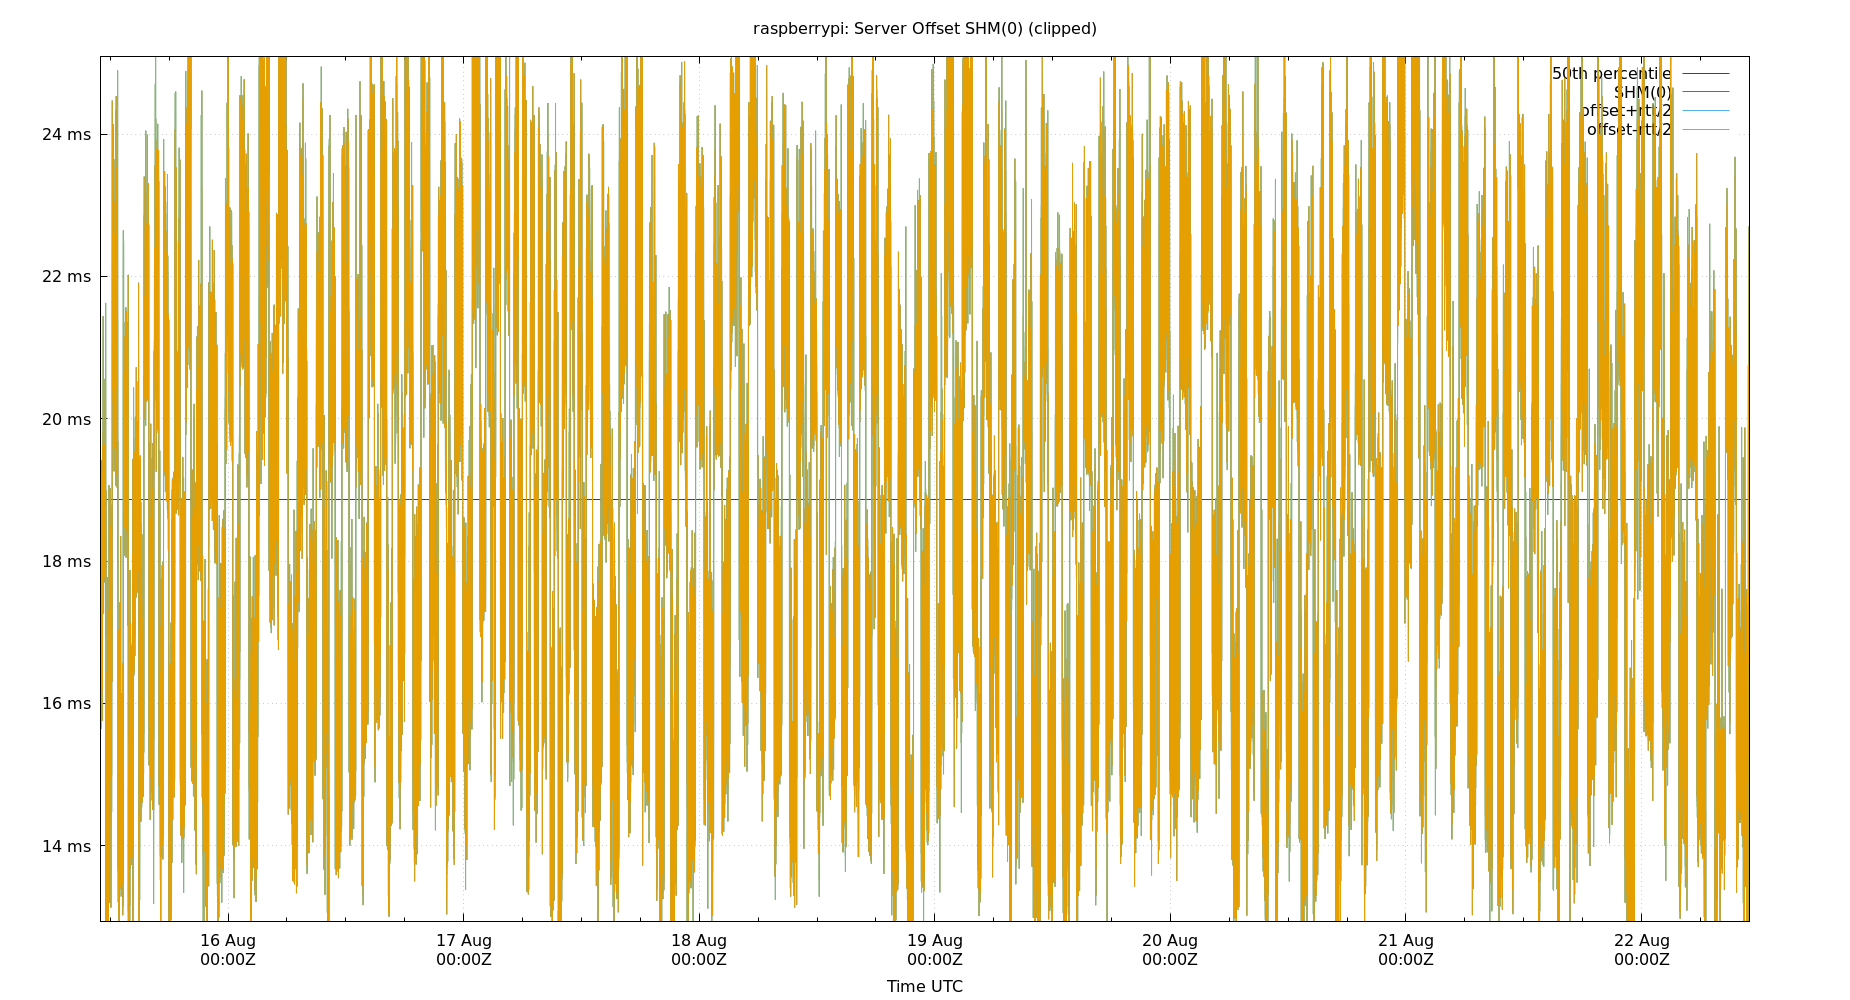 raspberrypi: Server Offset SHM(0) (clipped)
50th percentile
SHM(0)
offset+rtt/2
offset-rtt/2
24 ms
22 ms
20 ms
18 ms
16 ms
14 ms
16 Aug 17 Aug 18 Aug 19 Aug 20 Aug 21 Aug 22 Aug
00:00Z 00:00Z 00:00Z 00:00Z 00:00Z 00:00Z 00:00Z
Time UTC